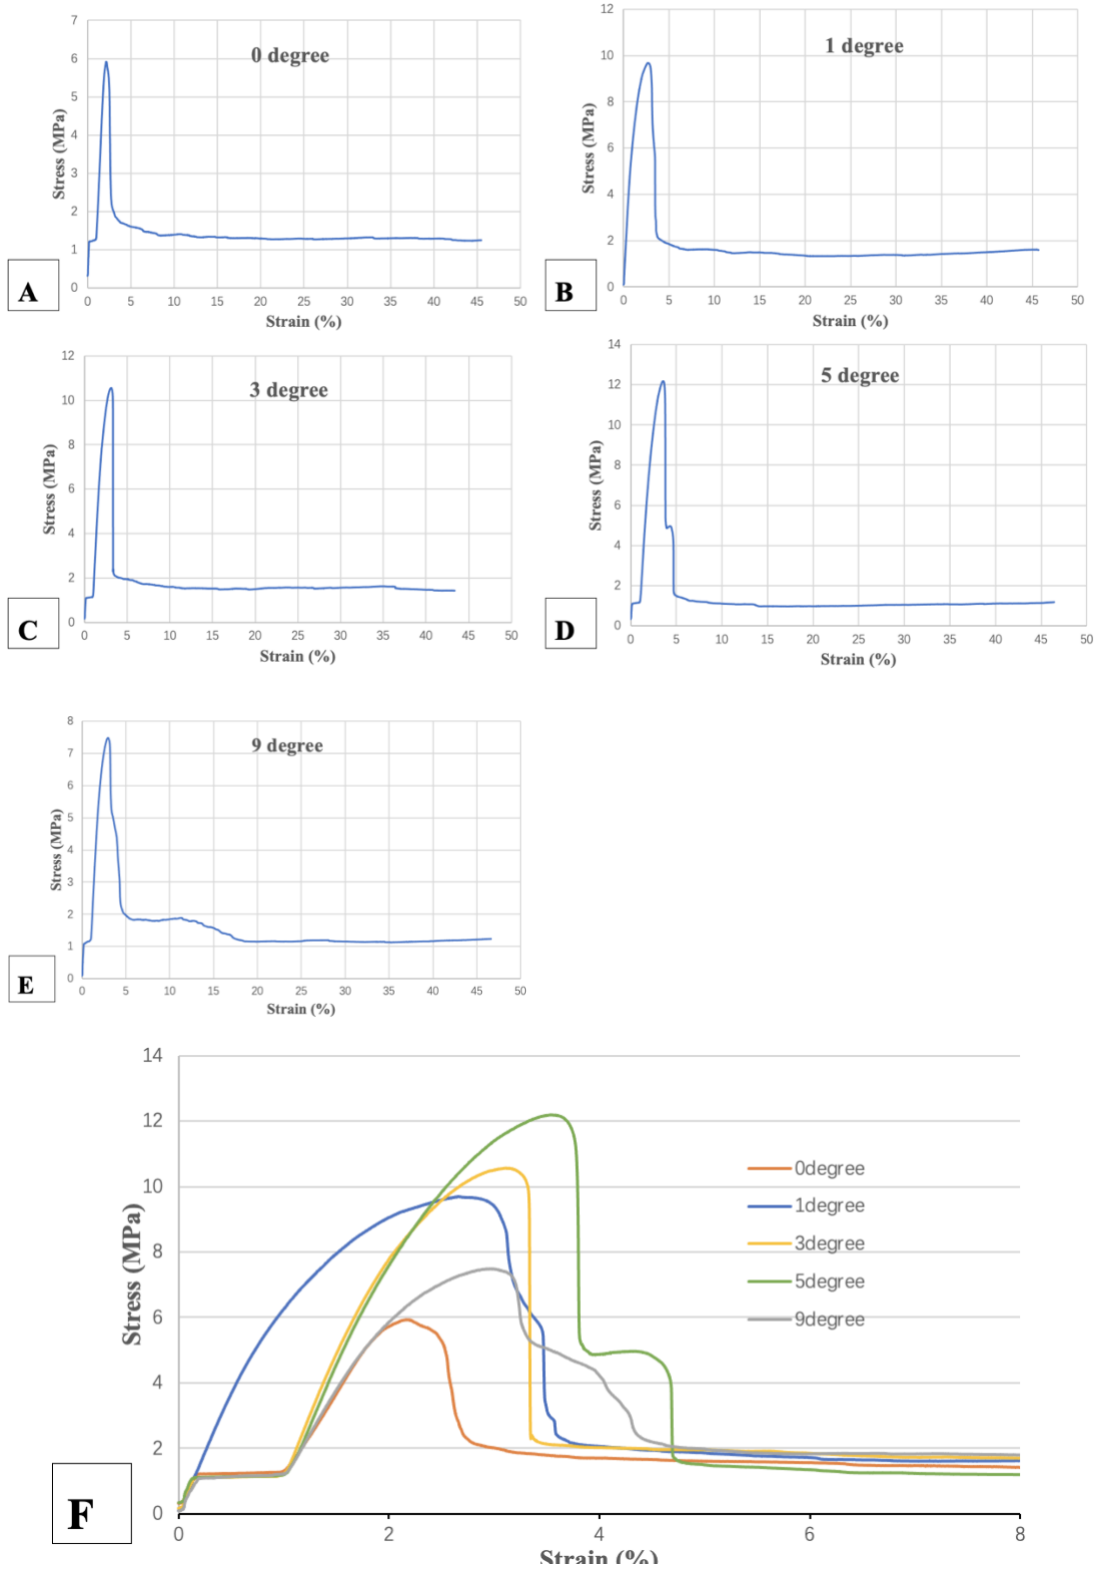 7
6
5
4
3
2
1
0
0 degree
Stress (MPa)
0 5 10 15 20 25 30 35 40 45 50
Strain (%)
A
12
10
8
6
4
2
0
1 degree
Stress (MPa)
0 5 10 15 20 25 30 35 40 45 50
Strain (%)
B
12
10
8
6
4
2
0
3 degree
Stress (MPa)
0 5 10 15 20 25 30 35 40 45 50
Strain (%)
C
14
12
10
8
6
4
2
0
5 degree
Stress (MPa)
0 5 10 15 20 25 30 35 40 45 50
Strain (%)
D
8
7
6
5
4
3
2
1
0
9 degree
Stress (MPa)
0 5 10 15 20 25 30 35 40 45 50
Strain (%)
E
14
12
10
8
6
4
2
0
Stress (MPa)
0degree
1degree
3degree
5degree
9degree
0 2 4 6 8
Strain (%)
F